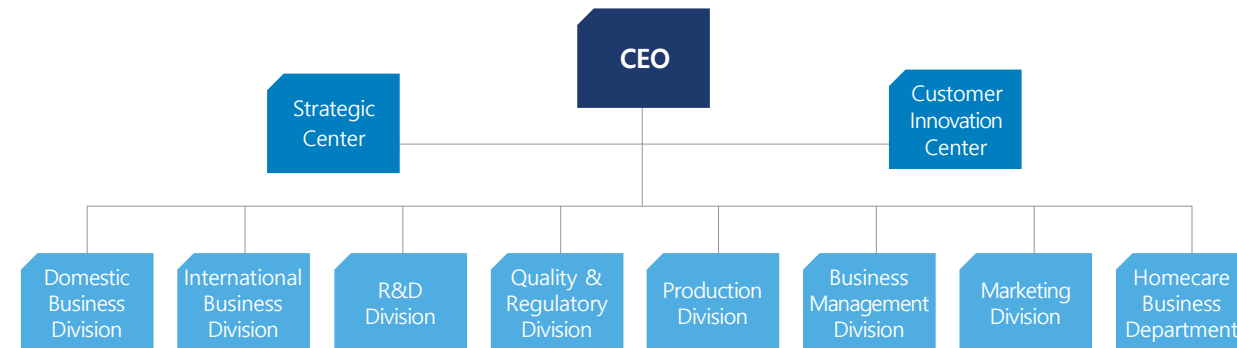 CEO
Strategic
Center
Customer
Innovation
Center
Domestic
Business
Division
International
Business
Division
R&D
Division
Quality &
Regulatory
Division
Production
Division
Business
Management
Division
Marketing
Division
Homecare
Business
Department